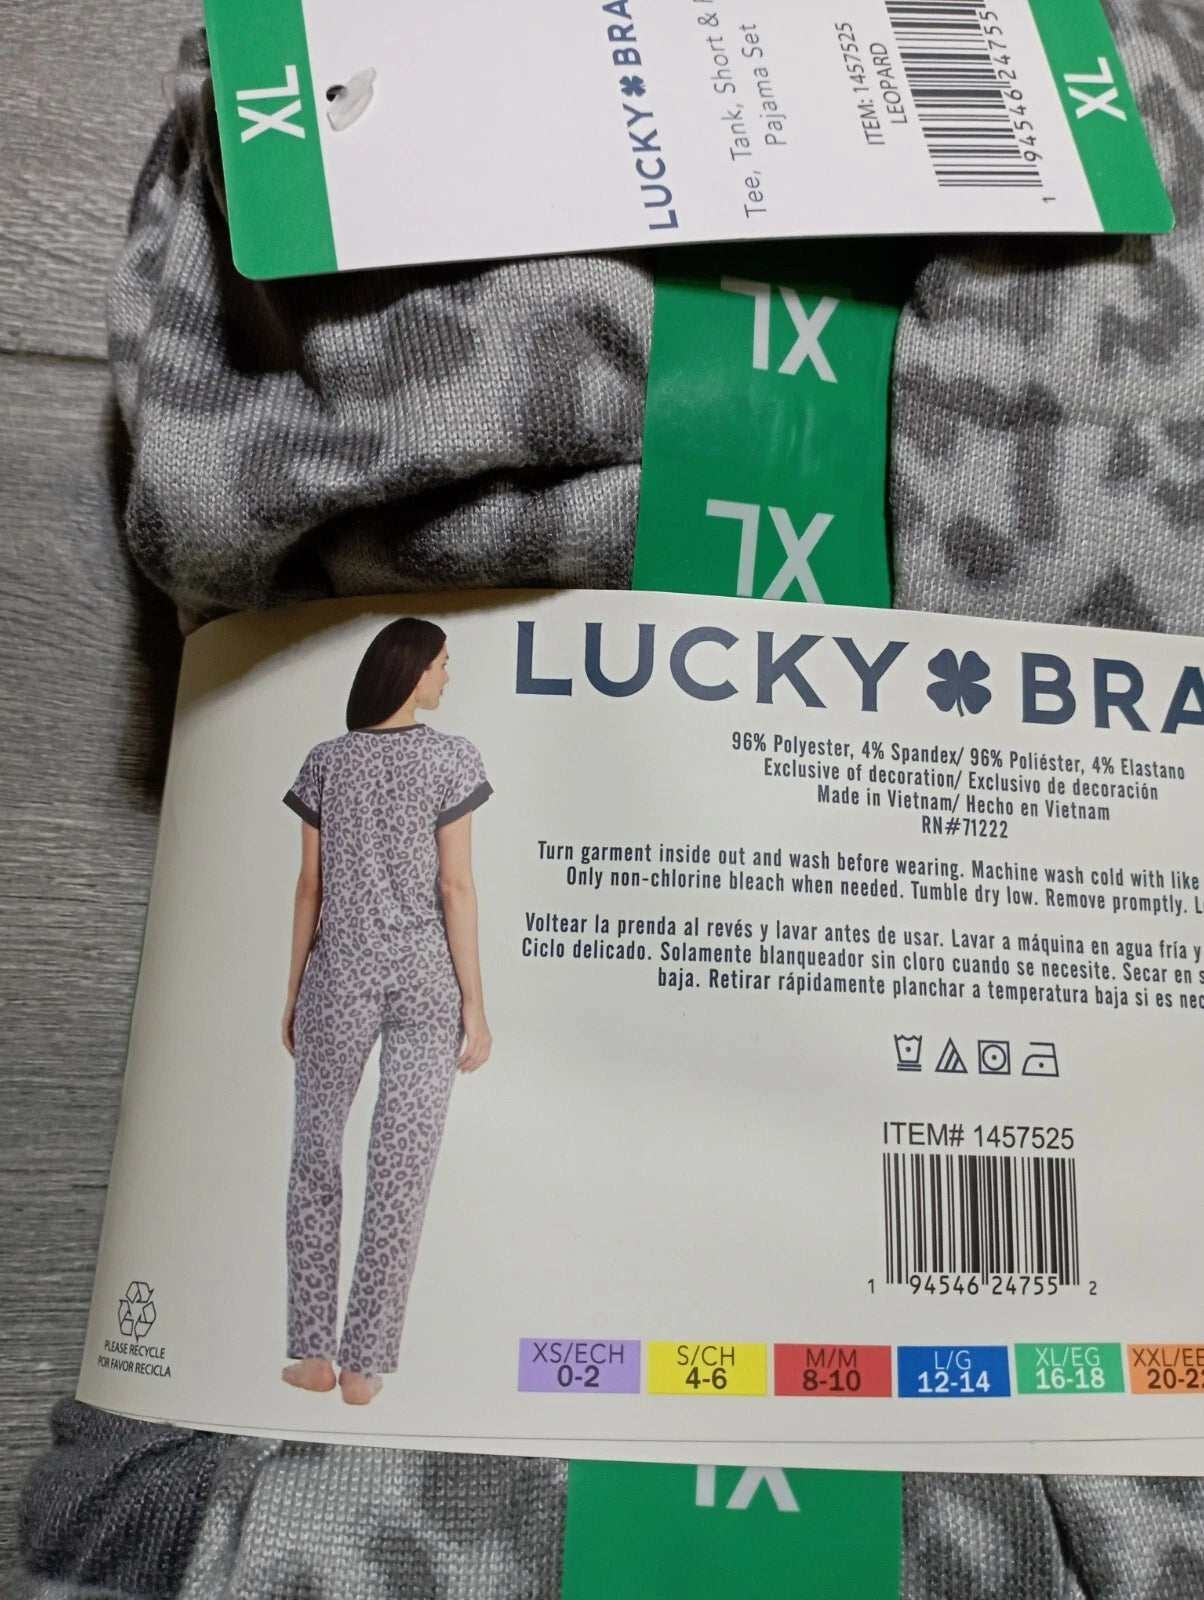 XL
LUCKY BRA
Tee, Tank, Short &
Pajama Set
ITEM: 1457525
LEOPARD
1 94546 24755
XL
XL
XL
LUCKY BRA
96% Polyester, 4% Spandex/ 96% Poliéster, 4% Elastano
Exclusive of decoration/ Exclusivo de decoración
Made in Vietnam/ Hecho en Vietnam
RN#71222
Turn garment inside out and wash before wearing. Machine wash cold with like
Only non-chlorine bleach when needed. Tumble dry low. Remove promptly.
Voltear la prenda al revés y lavar antes de usar. Lavar a máquina en agua fría y
Ciclo delicado. Solamente blanqueador sin cloro cuando se necesite. Secar en
baja. Retirar rápidamente planchar a temperatura baja si es nec
ITEM# 1457525
1 94546 24755 2
PLEASE RECYCLE
POR FAVOR RECICLA
XS/ECH
0-2
S/CH
4-6
M/M
8-10
L/G
12-14
XL/EG
16-18
XXL/EE
20-22
XL